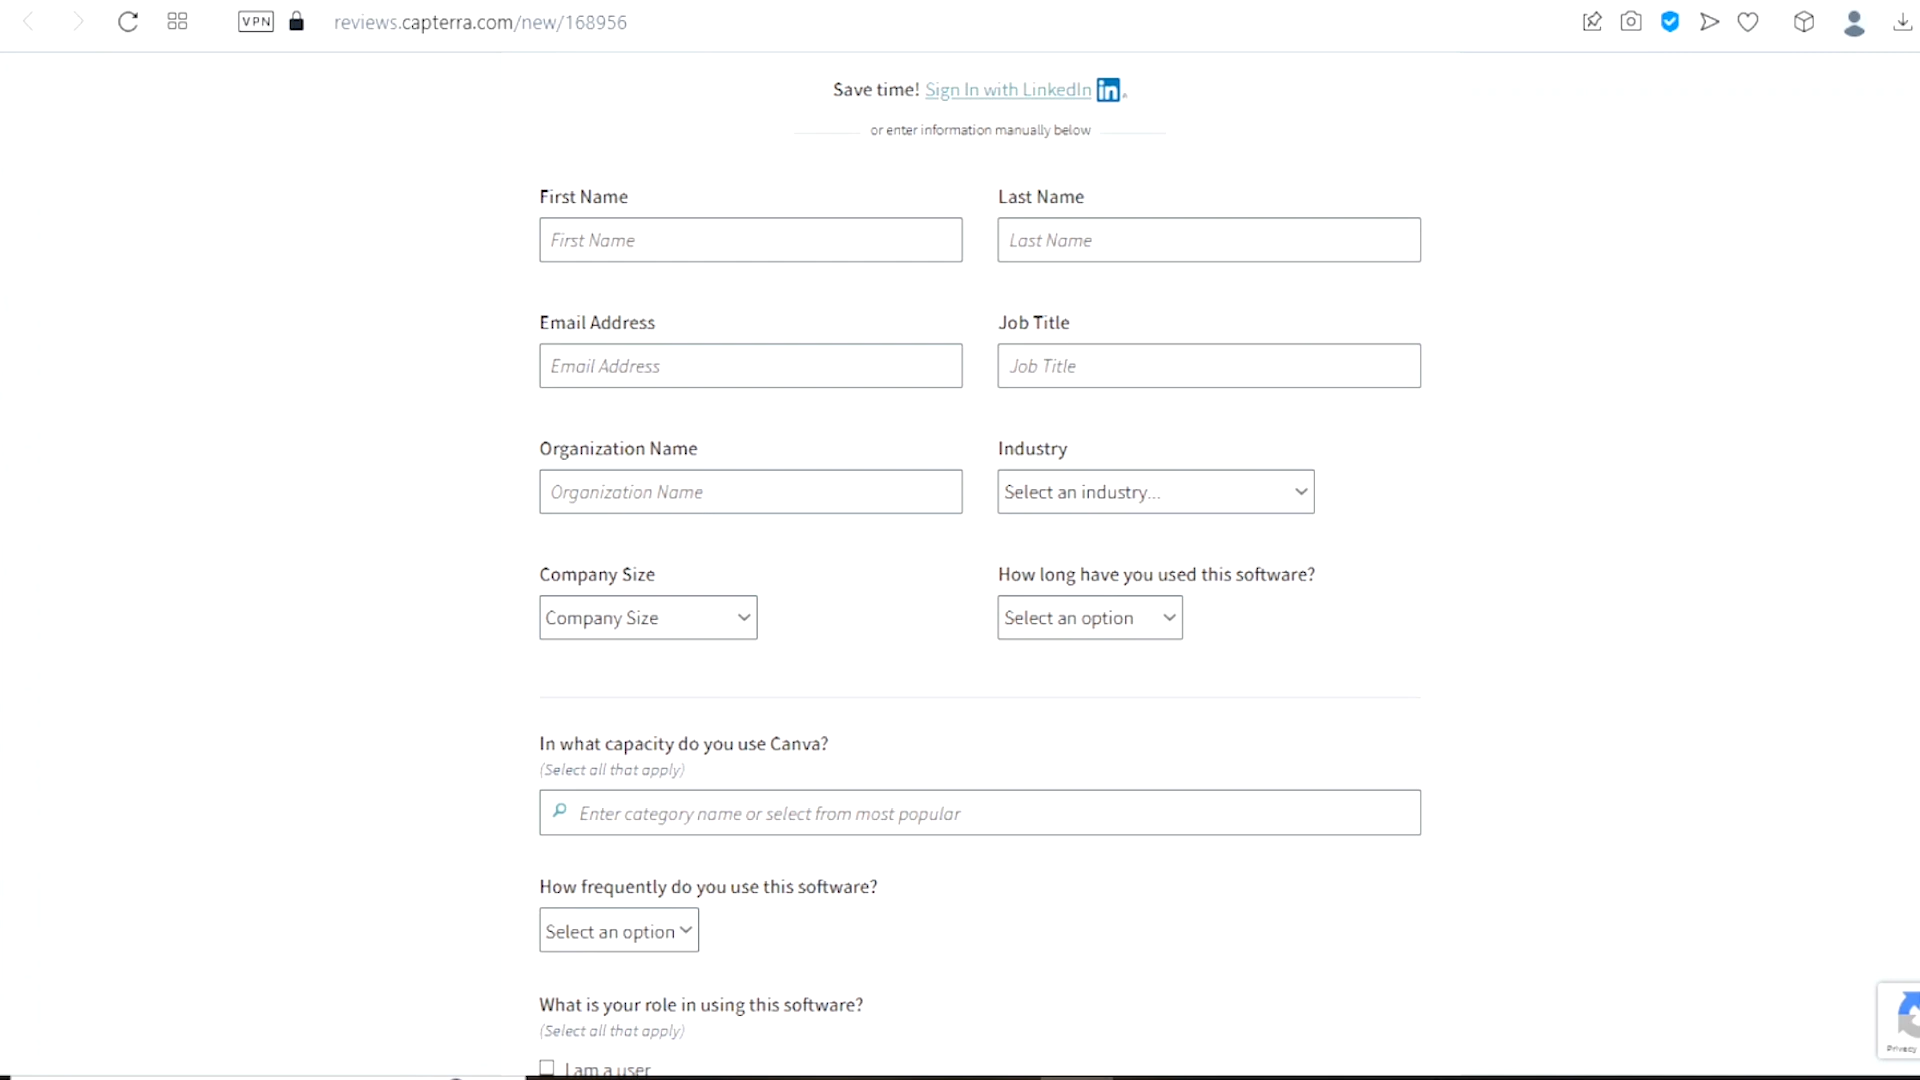 VPN
reviews.capterra.com/new/168956
Save time! Sign In with LinkedIn in
or enter information manually below
First Name
Last Name
First Name
Last Name
Email Address
Job Title
Email Address
Job Title
Organization Name
Industry
Organization Name
Select an industry...
Company Size
How long have you used this software?
Company Size
Select an option
In what capacity do you use Canva?
(Select all that apply)
Enter category name or select from most popular
How frequently do you use this software?
Select an option
What is your role in using this software?
(Select all that apply)
I am a user
Privacy